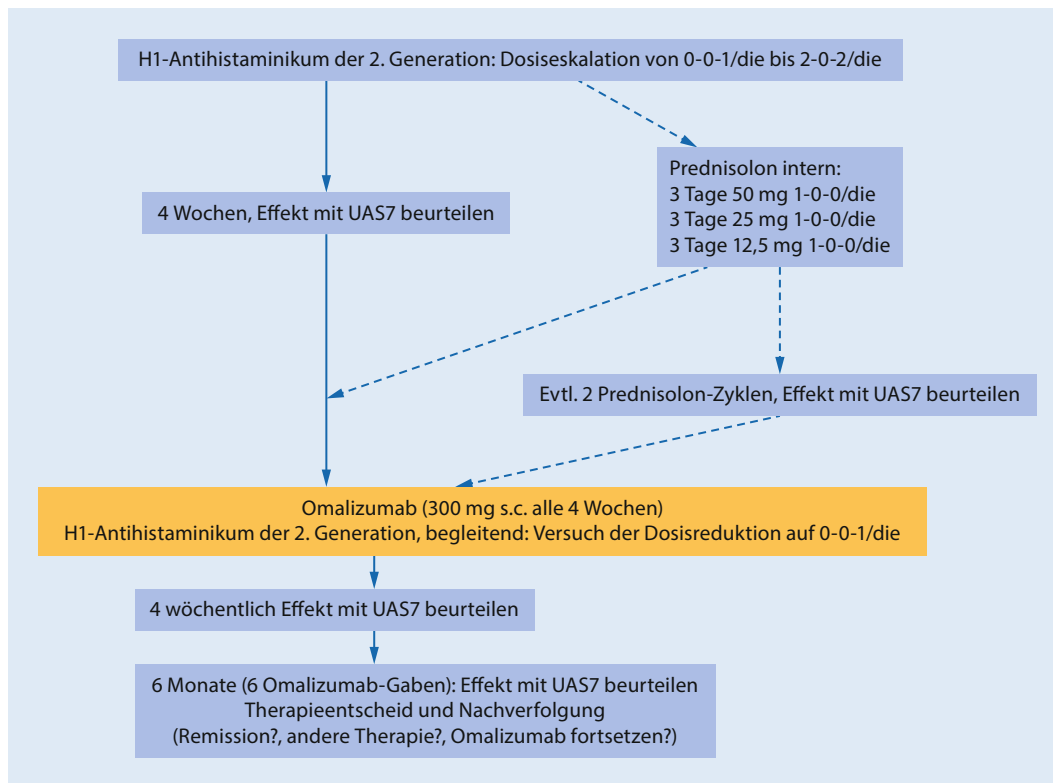 H1-Antihistaminikum der 2. Generation: Dosiseskalation von 0-0-1/die bis 2-0-2/die
Prednisolon intern:
3 Tage 50 mg 1-0-0/die
3 Tage 25 mg 1-0-0/die
3 Tage 12,5 mg 1-0-0/die
4 Wochen, Effekt mit UAS7 beurteilen
Evtl. 2 Prednisolon-Zyklen, Effekt mit UAS7 beurteilen
Omalizumab (300 mg s.c. alle 4 Wochen)
H1-Antihistaminikum der 2. Generation, begleitend: Versuch der Dosisreduktion auf 0-0-1/die
4 wöchentlich Effekt mit UAS7 beurteilen
6 Monate (6 Omalizumab-Gaben): Effekt mit UAS7 beurteilen
Therapieentscheid und Nachverfolgung
(Remission?, andere Therapie?, Omalizumab fortsetzen?)